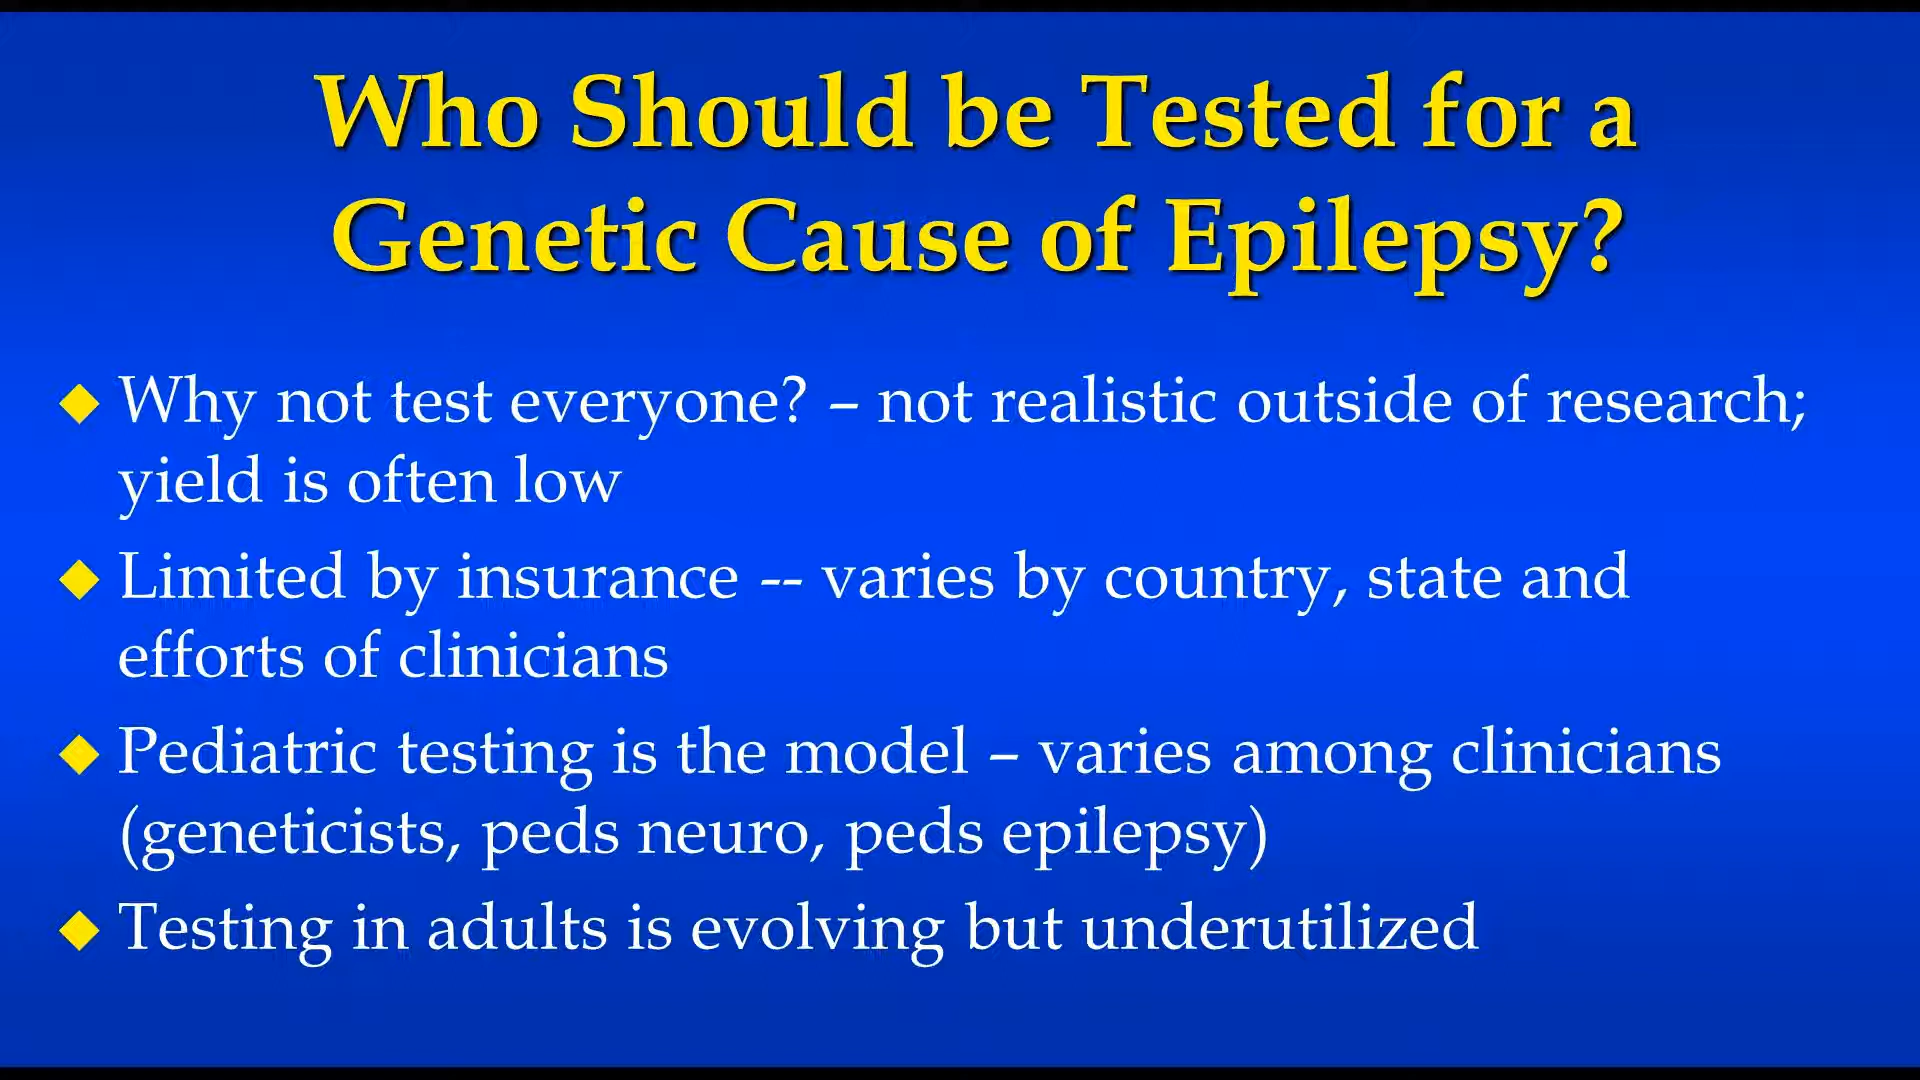 Who Should be Tested for a
Genetic Cause of Epilepsy?
Why not test everyone? – not realistic outside of research;
yield is often low
Limited by insurance -- varies by country, state and
efforts of clinicians
Pediatric testing is the model – varies among clinicians
(geneticists, peds neuro, peds epilepsy)
Testing in adults is evolving but underutilized